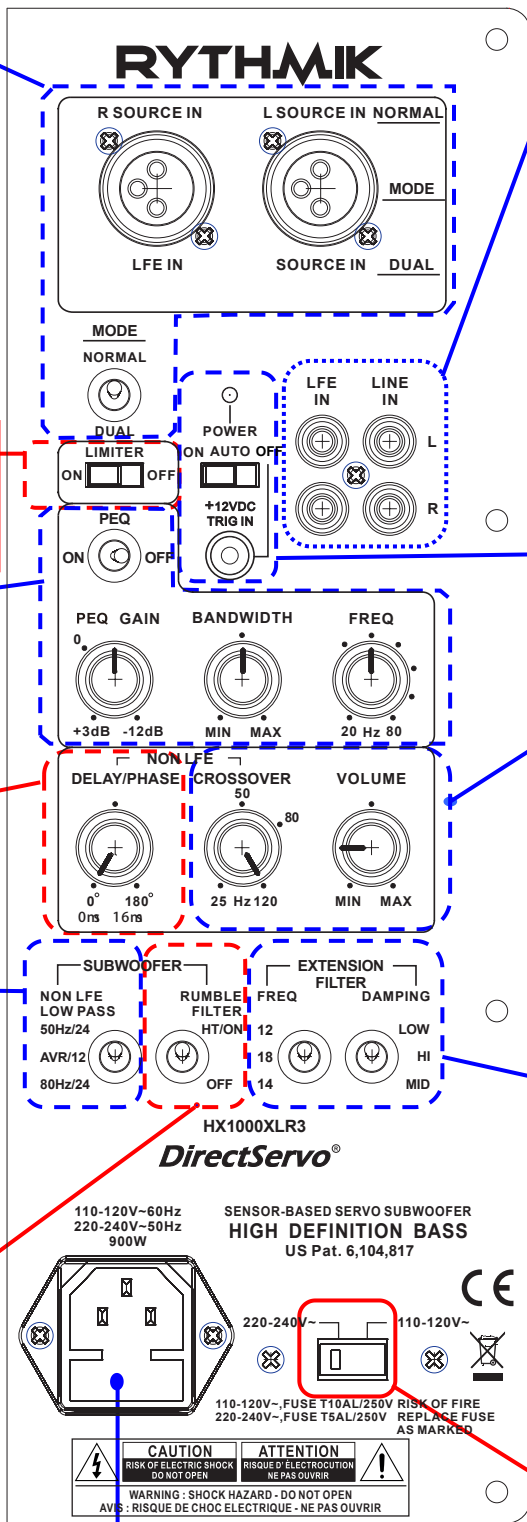 RYTHMIK
R SOURCE IN
L SOURCE IN
NORMAL
MODE
LFE IN
SOURCE IN
DUAL
MODE
NORMAL
DUAL
LFE IN
LINE IN
L
R
POWER
ON AUTO OFF
LIMITER
ON OFF
+12VDC
TRIG IN
PEQ
ON OFF
PEQ GAIN
0
+3dB -12dB
BANDWIDTH
MIN MAX
FREQ
20 Hz 80
NON LFE
DELAY/PHASE
0° 180°
0ms 16ms
CROSSOVER
50
80
25 Hz 120
VOLUME
MIN MAX
SUBWOOFER
NON LFE
LOW PASS
50Hz/24
AVR/12
80Hz/24
RUMBLE
FILTER
HT/ON
OFF
EXTENSION
FILTER
FREQ
12
18
14
DAMPING
LOW
HI
MID
HX1000XLR3
DirectServo®
110-120V~60Hz
220-240V~50Hz
900W
SENSOR-BASED SERVO SUBWOOFER
HIGH DEFINITION BASS
US Pat. 6,104,817
CE
220-240V~
110-120V~
110-120V~,FUSE T10AL/250V
220-240V~,FUSE T5AL/250V
RISK OF FIRE
REPLACE FUSE
AS MARKED
CAUTION
RISK OF ELECTRIC SHOCK
DO NOT OPEN
ATTENTION
RISQUE D'ÉLECTROCUTION
NE PAS OUVRIR
WARNING : SHOCK HAZARD - DO NOT OPEN
AVIS : RISQUE DE CHOC ELECTRIQUE - NE PAS OUVRIR